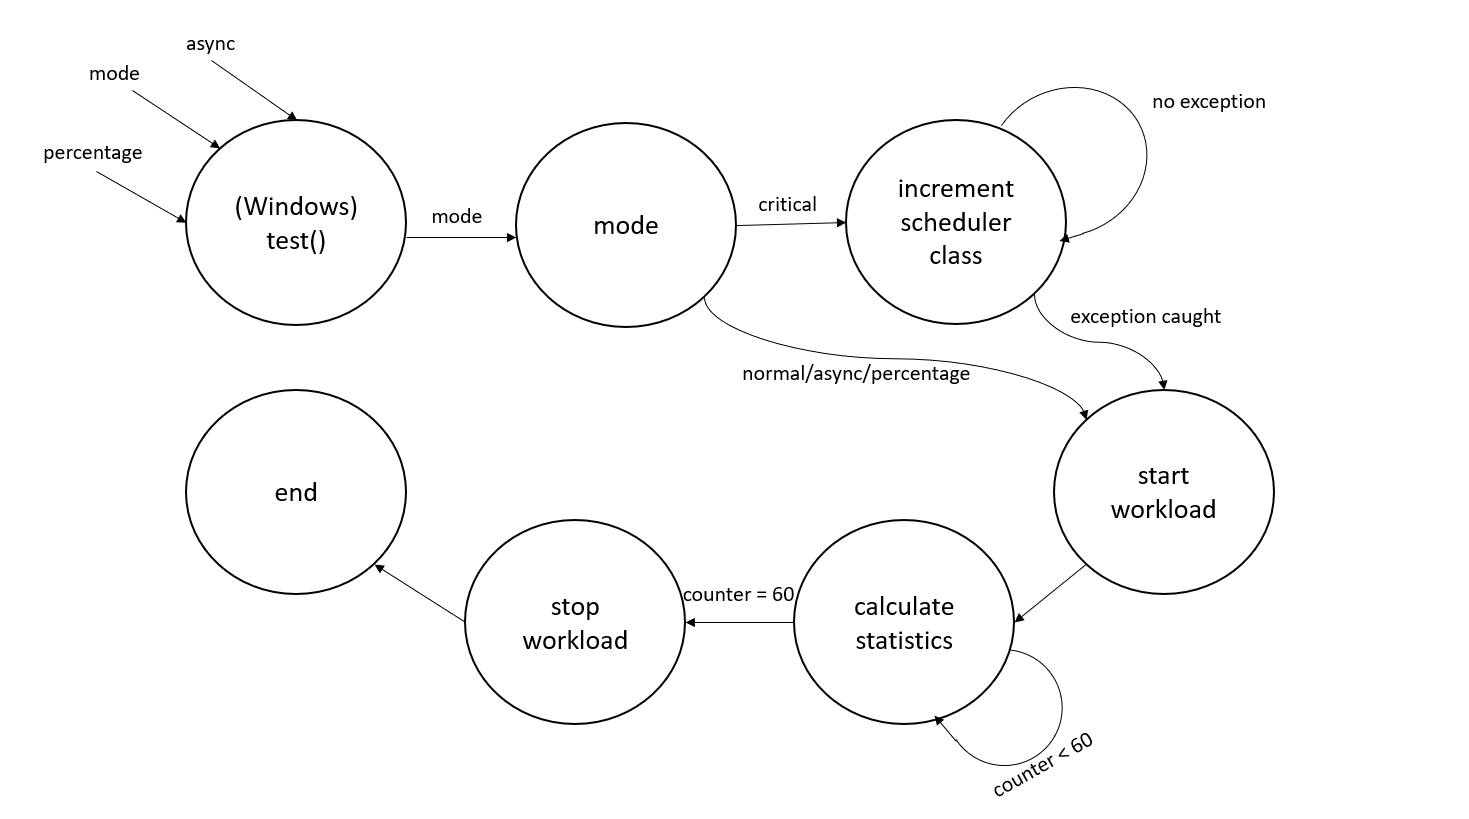 async
mode
percentage
(Windows)
test()
mode
mode
critical
increment
scheduler
class
no exception
exception caught
normal/async/percentage
start
workload
end
stop
workload
counter = 60
calculate
statistics
counter < 60